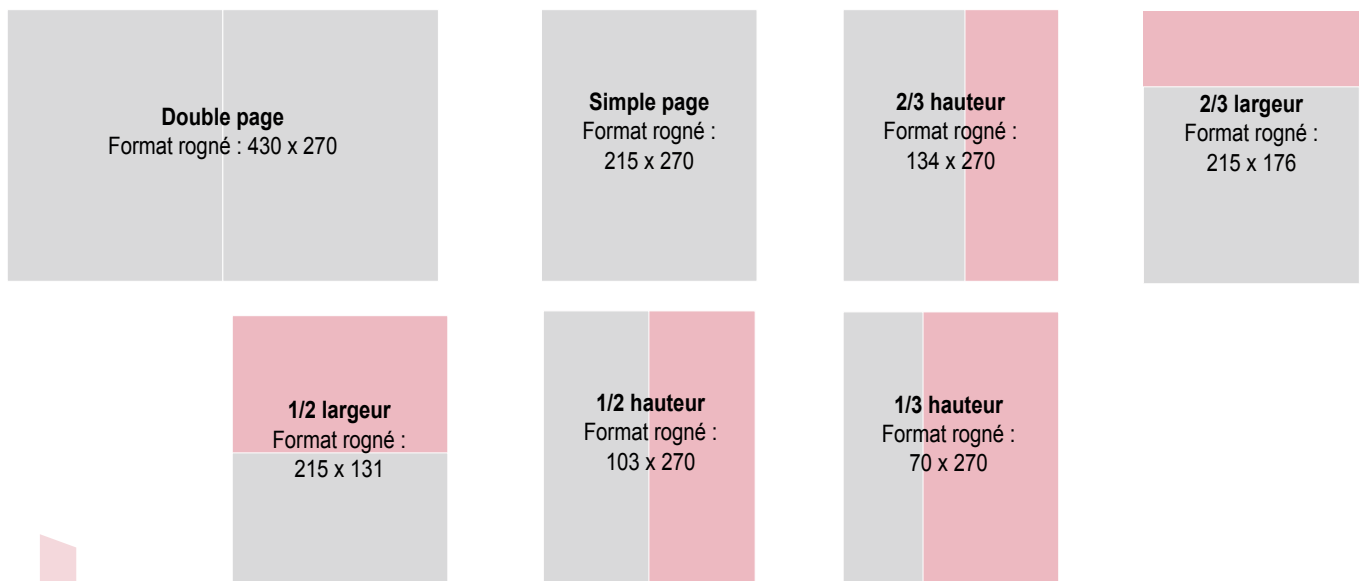 Double page
Format rogné : 430 x 270
Simple page
Format rogné :
215 x 270
2/3 hauteur
Format rogné :
134 x 270
2/3 largeur
Format rogné :
215 x 176
1/2 largeur
Format rogné :
215 x 131
1/2 hauteur
Format rogné :
103 x 270
1/3 hauteur
Format rogné :
70 x 270